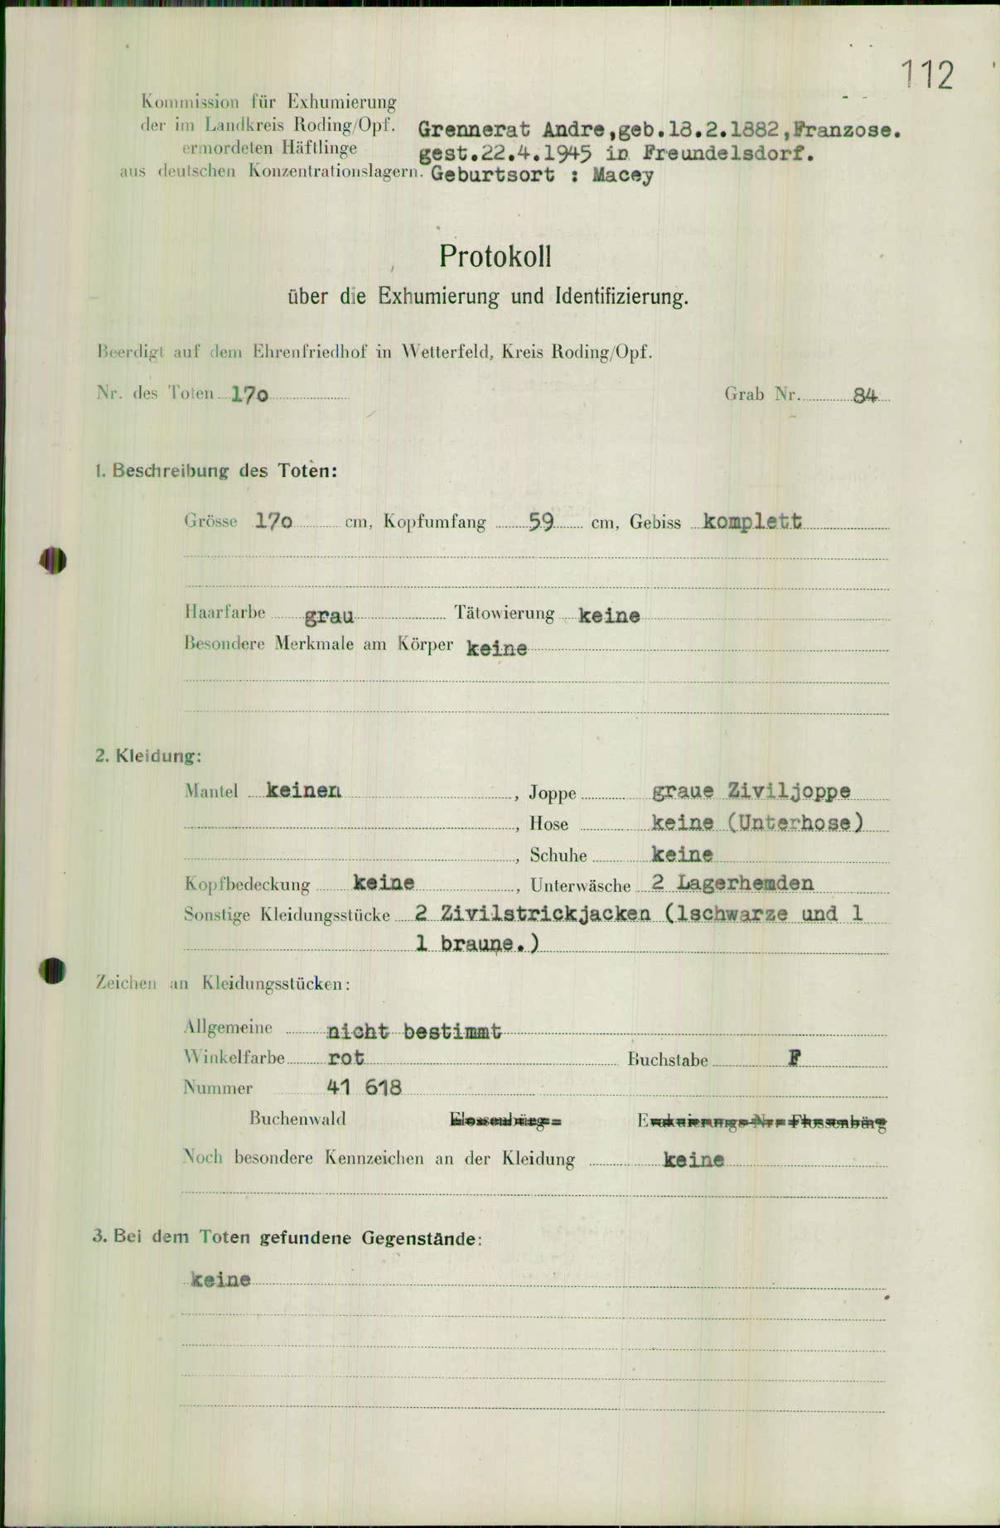 112
Kommission für Exhumierung
der im Landkreis Roding/Opf.
ermordeten Häftlinge
aus deutschen Konzentrationslagern.
Grennerat Andre,geb.18.2.1882,Franzose.
gest.22.4.1945 in Freundelsdorf.
Geburtsort : Macey
Protokoll
über die Exhumierung und Identifizierung.
Beerdigt auf dem Ehrenfriedhof in Wetterfeld, Kreis Roding/Opf.
Nr. des Toten 170 Grab Nr. 84
1. Beschreibung des Toten:
Grösse 170 cm, Kopfumfang 59 cm, Gebiss komplett
Haarfarbe grau Tätowierung keine
Besondere Merkmale am Körper keine
2. Kleidung:
Mantel keinen , Joppe graue Ziviljoppe
, Hose keine (Unterhose)
, Schuhe keine
Kopfbedeckung keine , Unterwäsche 2 Lagerhemden
Sonstige Kleidungsstücke 2 Zivilstrickjacken (1schwarze und 1
1 braune.)
Zeichen an Kleidungsstücken:
Allgemeine nicht bestimmt
Winkelfarbe rot Buchstabe F
Nummer 41 618
Buchenwald
Noch besondere Kennzeichen an der Kleidung keine
3. Bei dem Toten gefundene Gegenstände:
keine